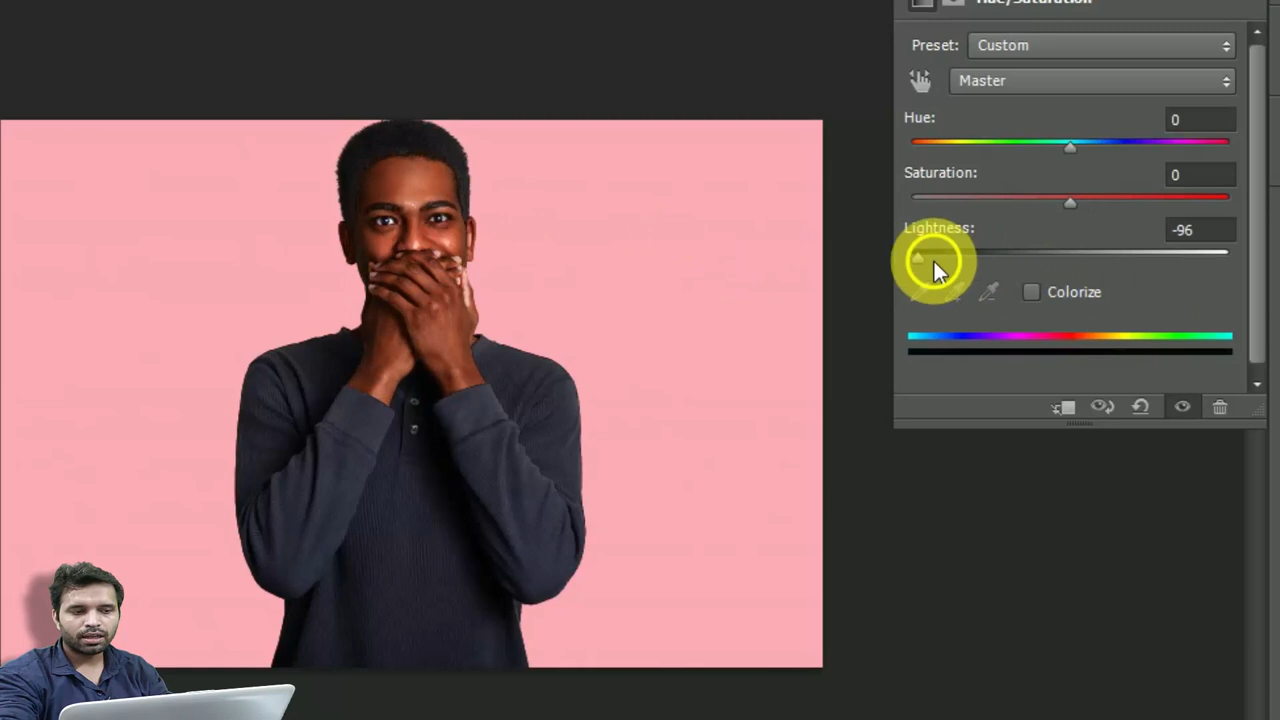 Hue/Saturation
Preset: Custom
Master
Hue: 0
Saturation: 0
Lightness: -96
Colorize